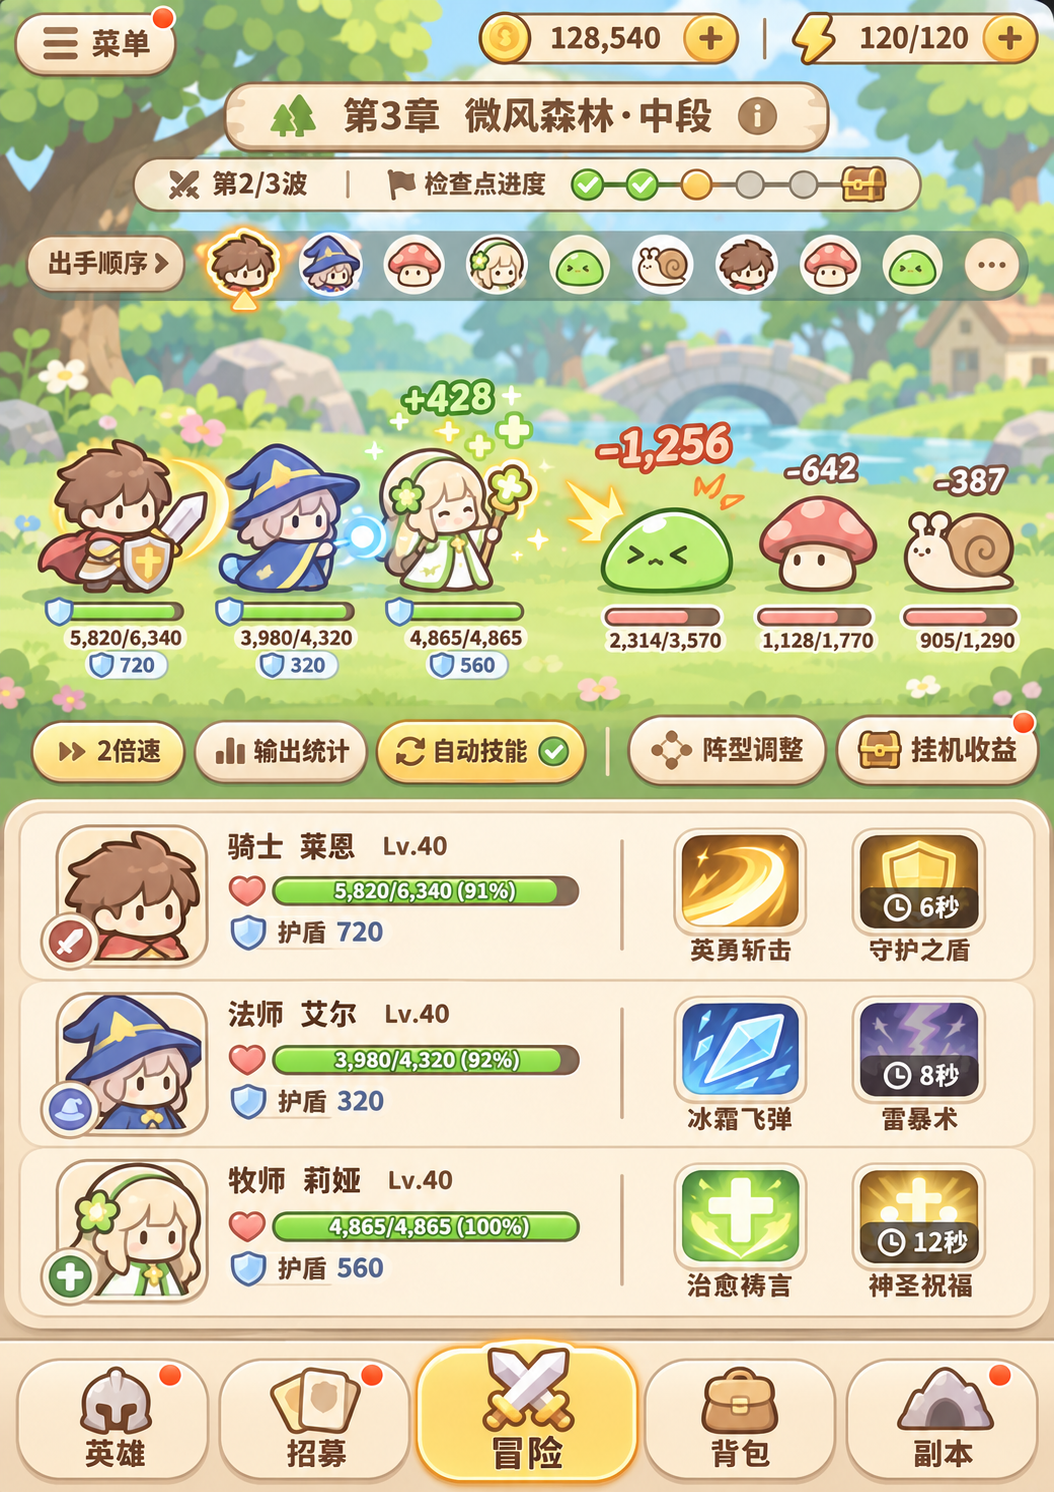 菜单
128,540
120/120
第3章 微风森林·中段
第2/3波
检查点进度
出手顺序
+428
-1,256
-642
-387
5,820/6,340
3,980/4,320
4,865/4,865
2,314/3,570
1,128/1,770
905/1,290
720
320
560
2倍速
输出统计
自动技能
阵型调整
挂机收益
骑士 莱恩 Lv.40
5,820/6,340 (91%)
护盾 720
英勇斩击
6秒
守护之盾
法师 艾尔 Lv.40
3,980/4,320 (92%)
护盾 320
冰霜飞弹
8秒
雷暴术
牧师 莉娅 Lv.40
4,865/4,865 (100%)
护盾 560
治愈祷言
12秒
神圣祝福
英雄
招募
冒险
背包
副本